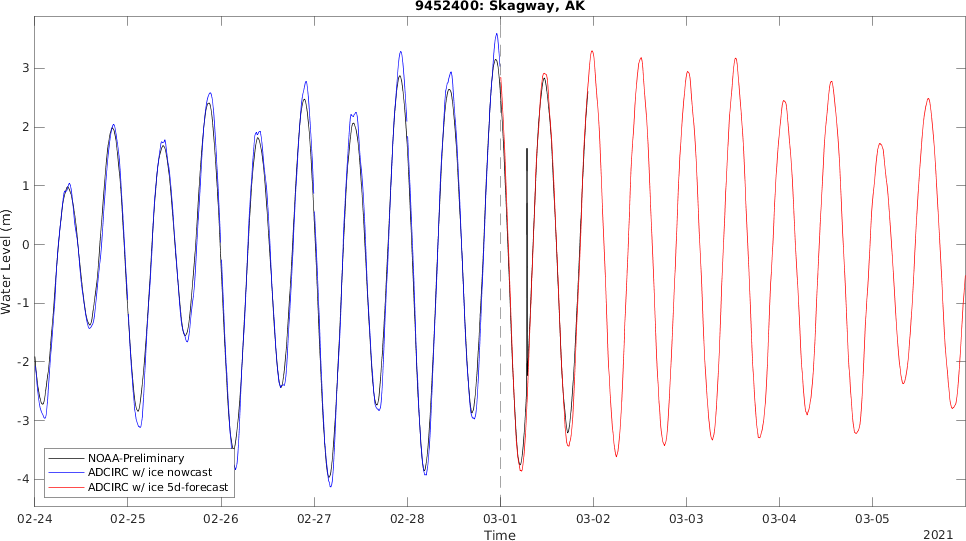 9452400: Skagway, AK
Water Level (m)
3
2
1
0
-1
-2
-3
-4
NOAA-Preliminary
ADCIRC w/ ice nowcast
ADCIRC w/ ice 5d-forecast
02-24 02-25 02-26 02-27 02-28 03-01 03-02 03-03 03-04 03-05
Time
2021